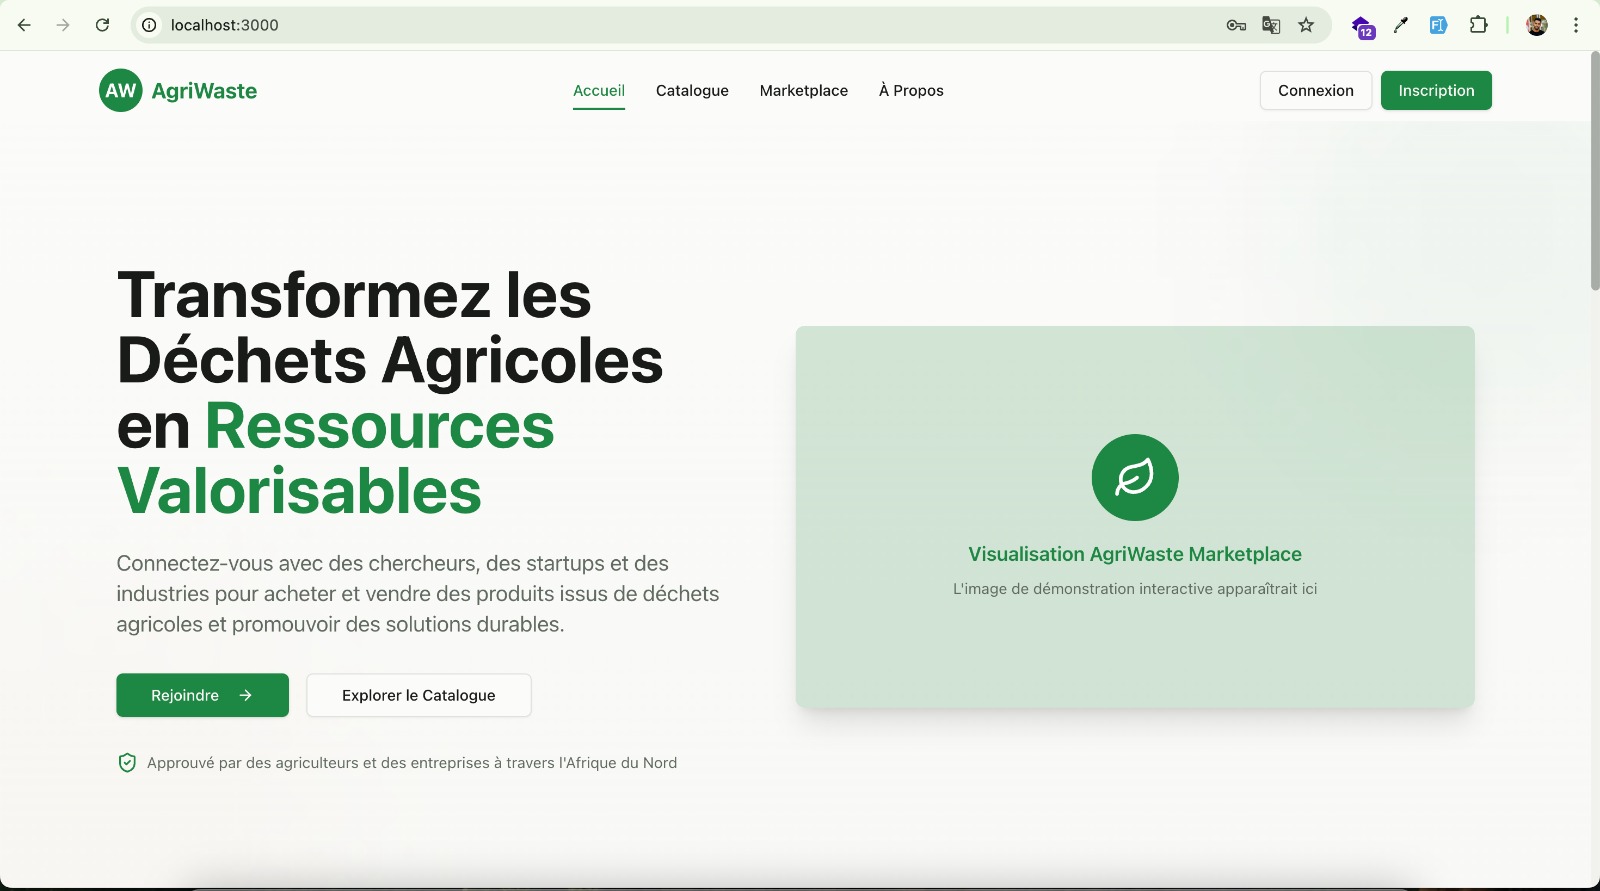 localhost:3000
12
AW AgriWaste
Accueil
Catalogue
Marketplace
À Propos
Connexion
Inscription
Transformez les
Déchets Agricoles
en Ressources
Valorisables
Connectez-vous avec des chercheurs, des startups et des
industries pour acheter et vendre des produits issus de déchets
agricoles et promouvoir des solutions durables.
Rejoindre
Explorer le Catalogue
Approuvé par des agriculteurs et des entreprises à travers l'Afrique du Nord
Visualisation AgriWaste Marketplace
L'image de démonstration interactive apparaîtrait ici